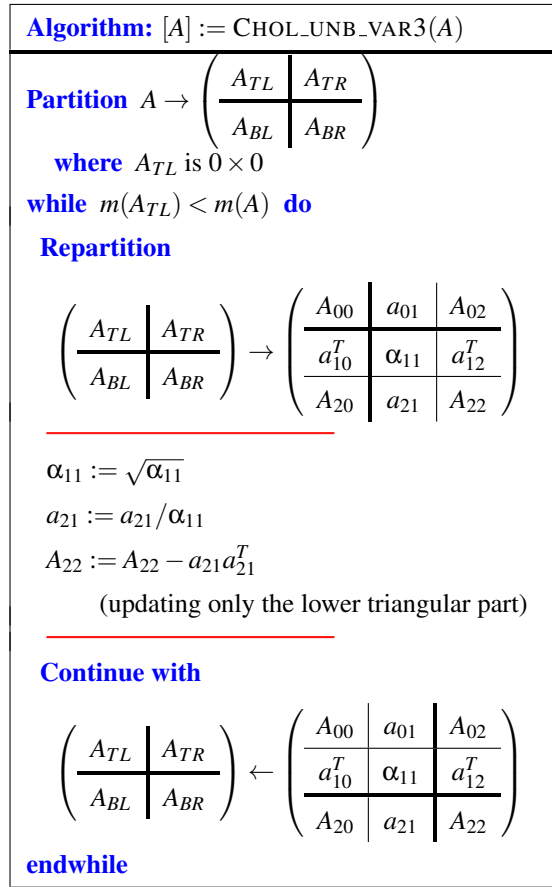 Algorithm: [A] := CHOL_UNB_VAR3(A)
Partition A → ( A_TL | A_TR
A_BL | A_BR )
where A_TL is 0 × 0
while m(A_TL) < m(A) do
Repartition
( A_TL | A_TR
A_BL | A_BR ) → ( A_00 | a_01 | A_02
a_10^T | α_11 | a_12^T
A_20 | a_21 | A_22 )
α_11 := √α_11
a_21 := a_21/α_11
A_22 := A_22 − a_21 a_21^T
(updating only the lower triangular part)
Continue with
( A_TL | A_TR
A_BL | A_BR ) ← ( A_00 | a_01 | A_02
a_10^T | α_11 | a_12^T
A_20 | a_21 | A_22 )
endwhile